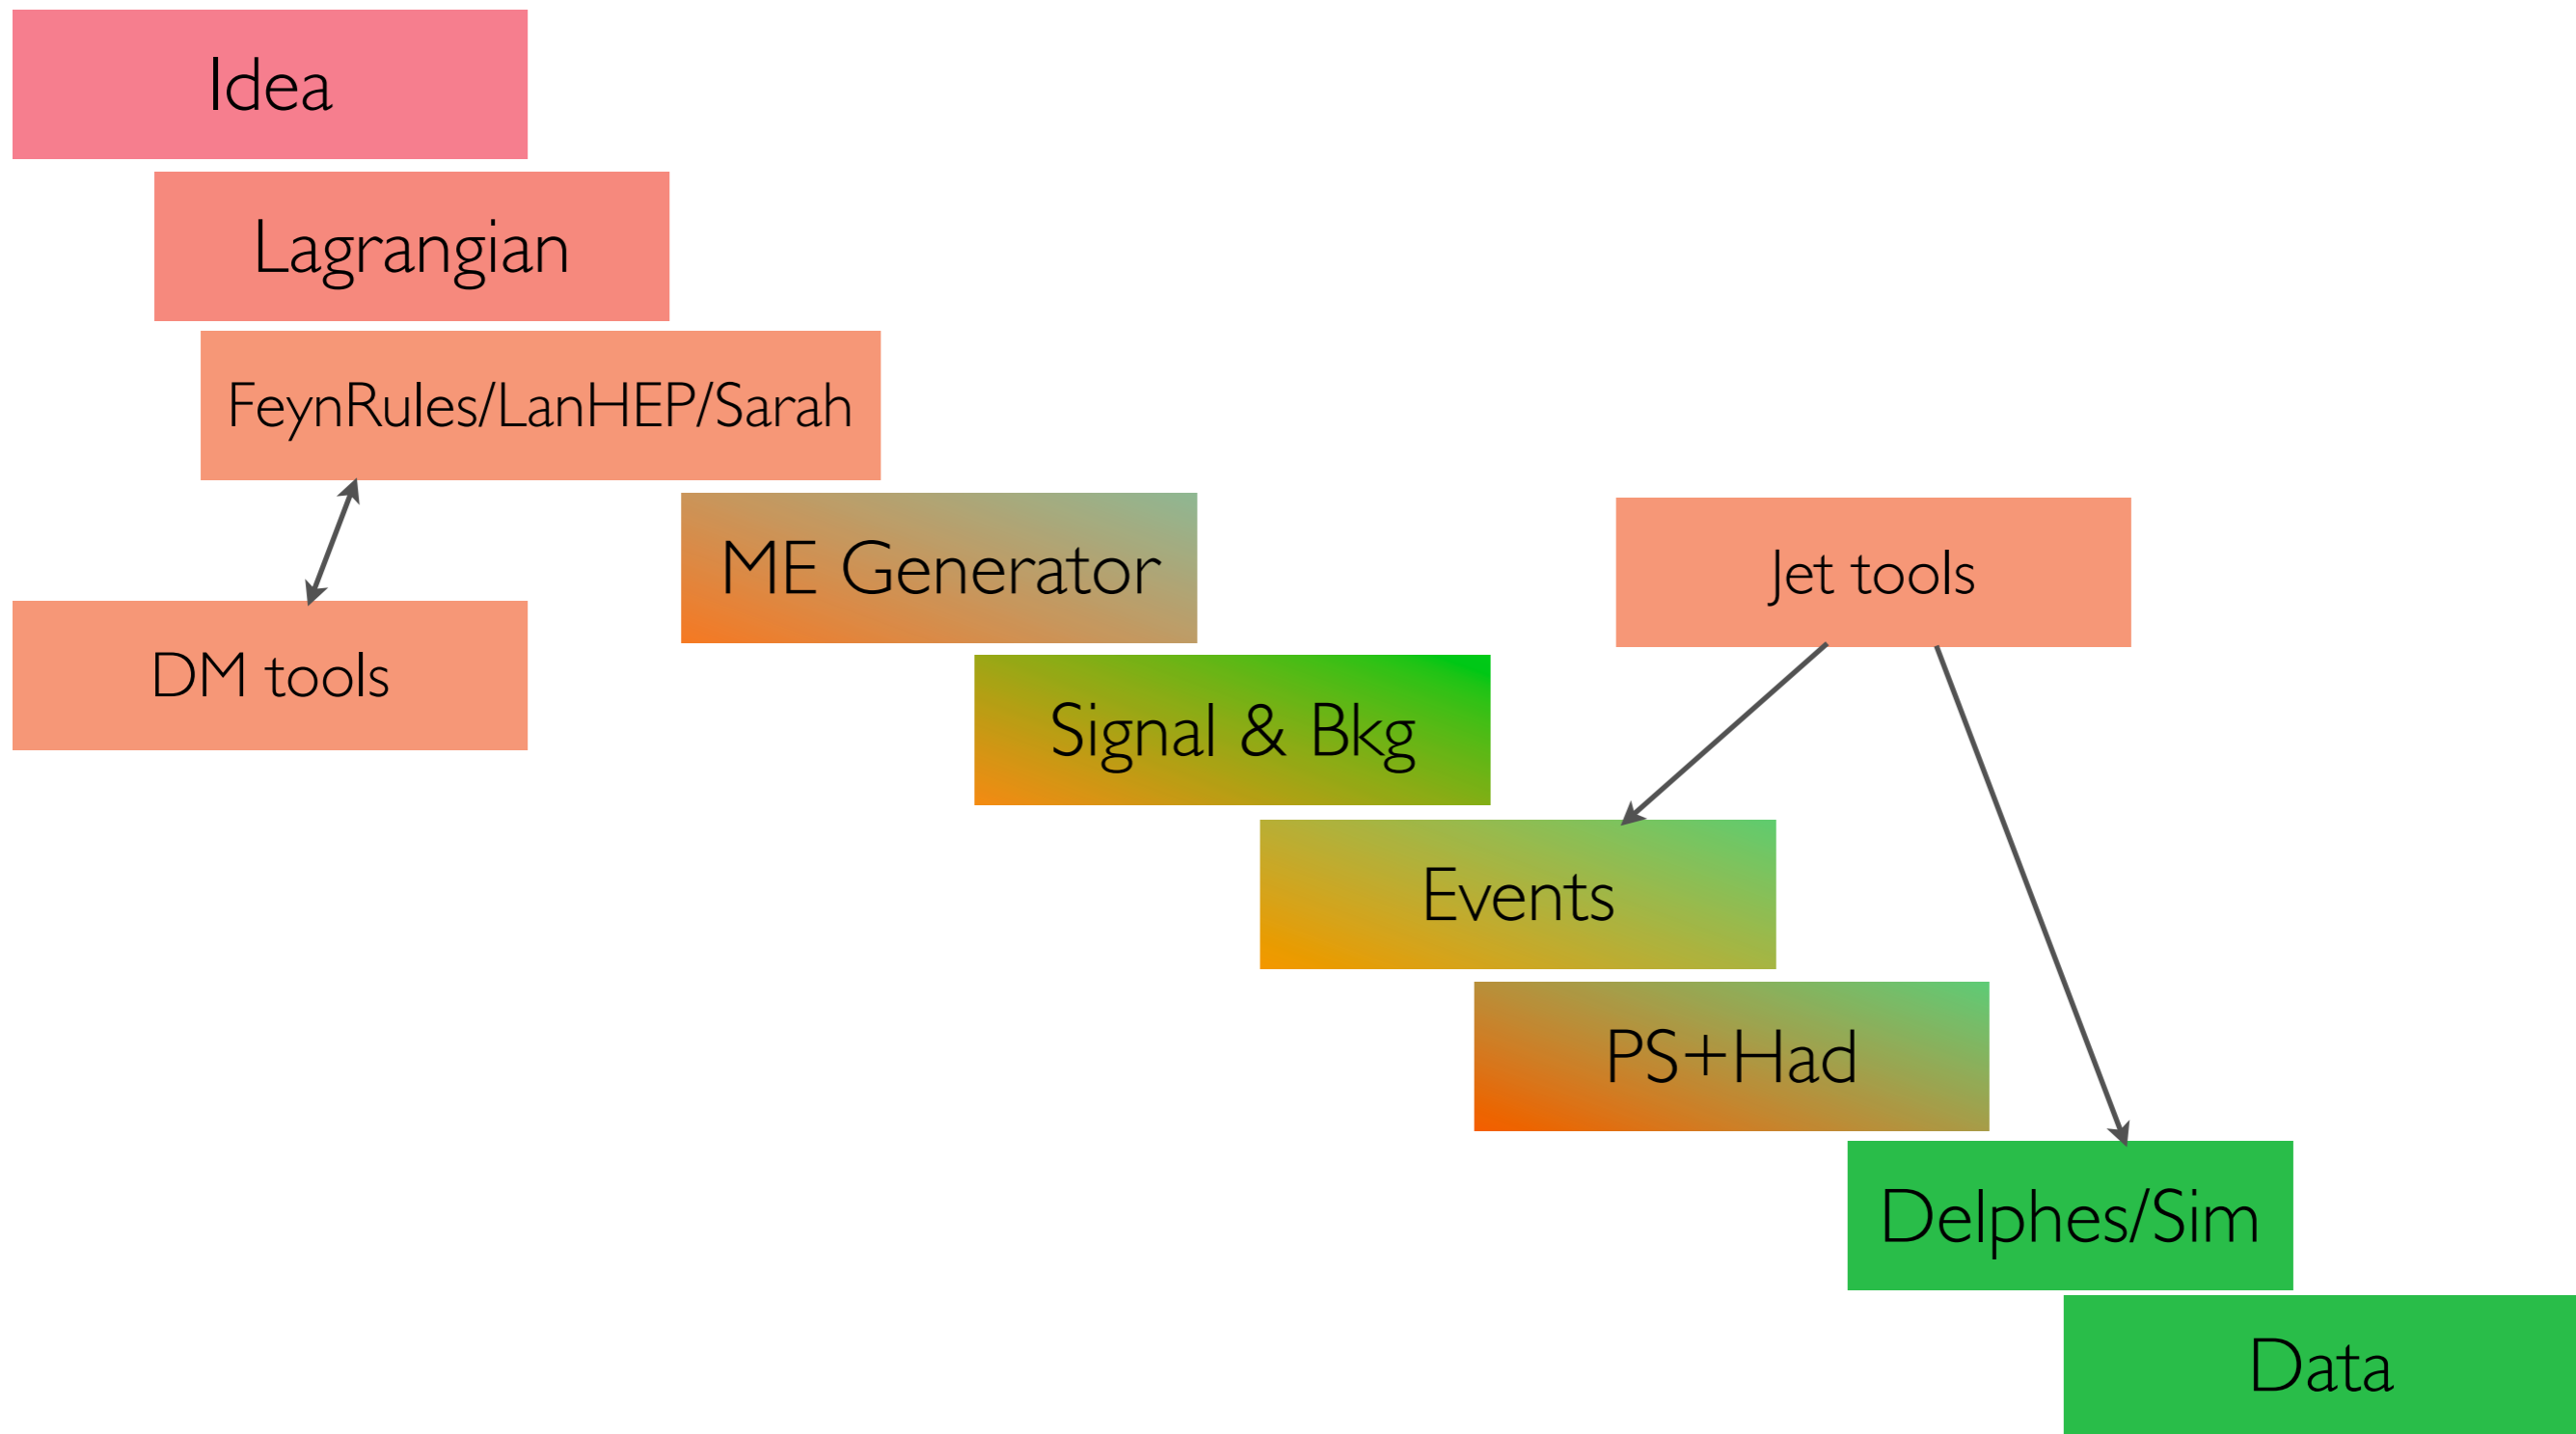 Idea
Lagrangian
FeynRules/LanHEP/Sarah
ME Generator
Jet tools
DM tools
Signal & Bkg
Events
PS+Had
Delphes/Sim
Data